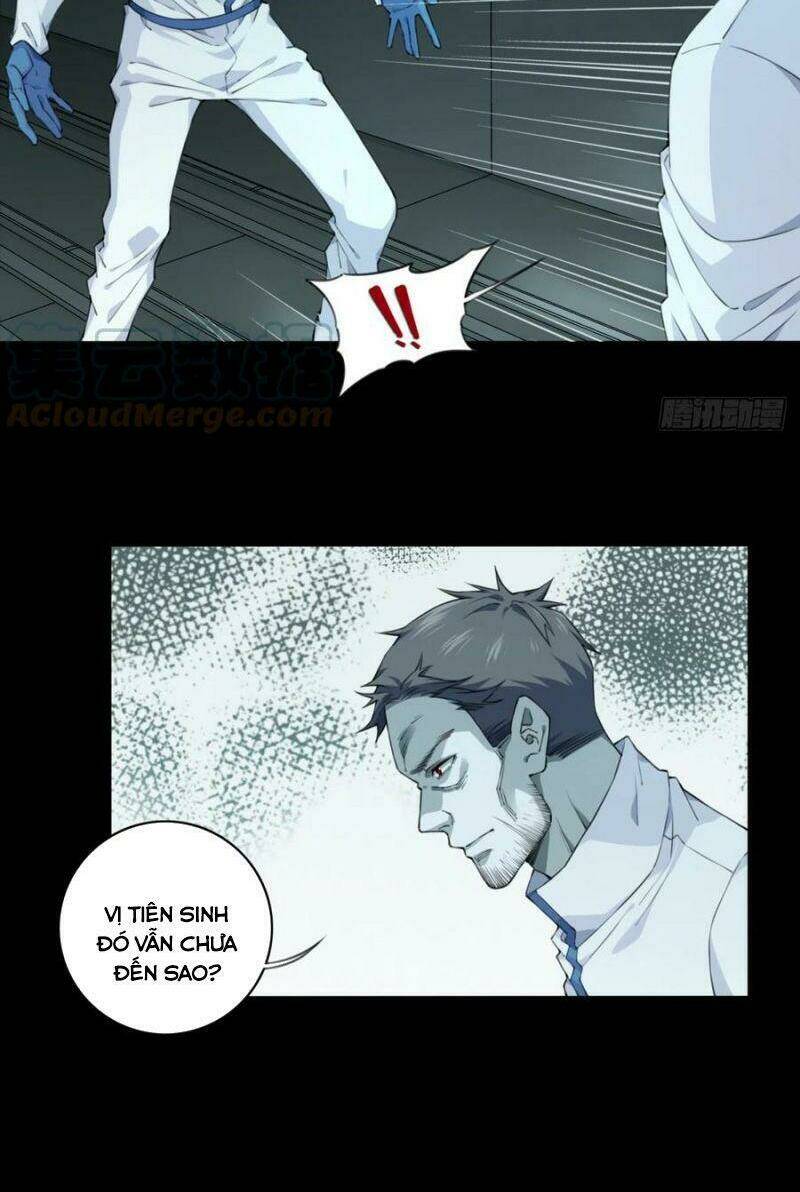 !!
集云数据
ACloudMerge.com
腾讯动漫
VỊ TIÊN SINH
ĐÓ VẪN CHƯA
ĐẾN SAO?